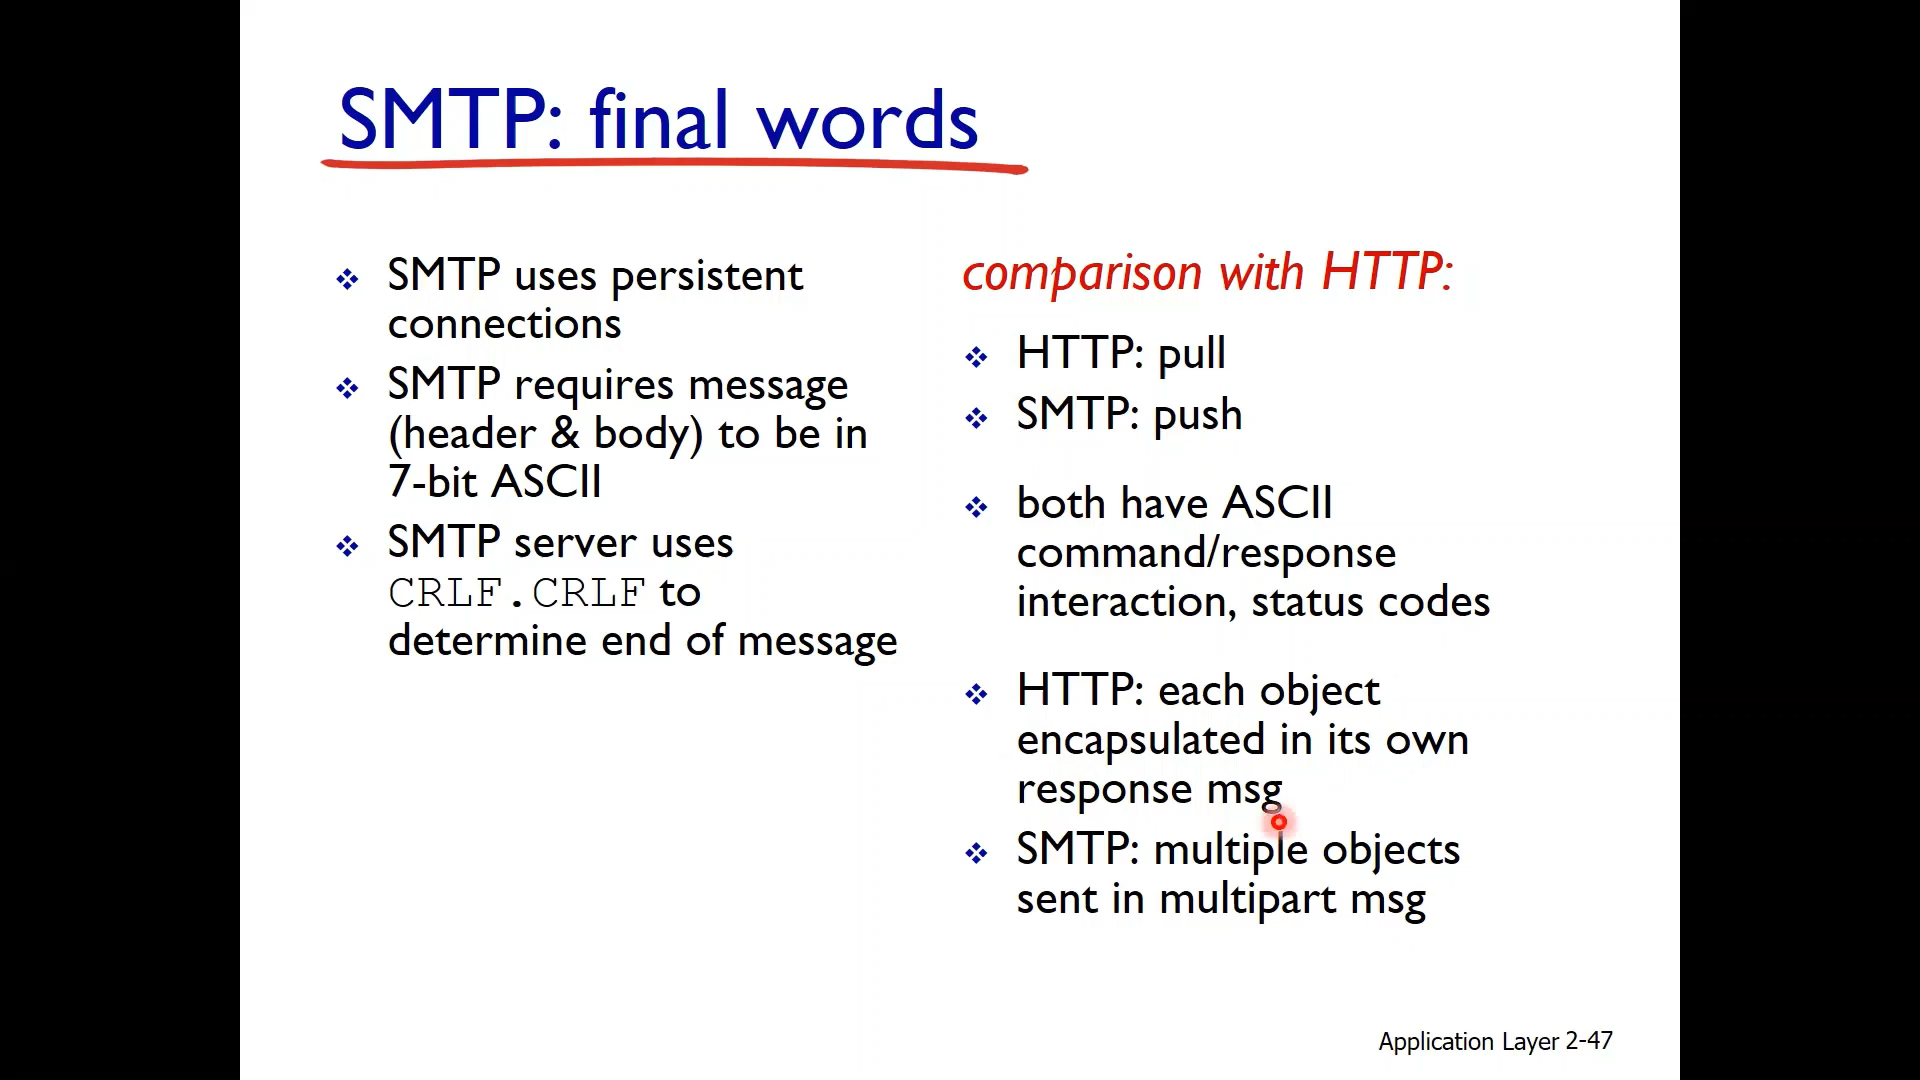 SMTP: final words
SMTP uses persistent
connections
SMTP requires message
(header & body) to be in
7-bit ASCII
SMTP server uses
CRLF.CRLF to
determine end of message
comparison with HTTP:
HTTP: pull
SMTP: push
both have ASCII
command/response
interaction, status codes
HTTP: each object
encapsulated in its own
response msg
SMTP: multiple objects
sent in multipart msg
Application Layer 2-47